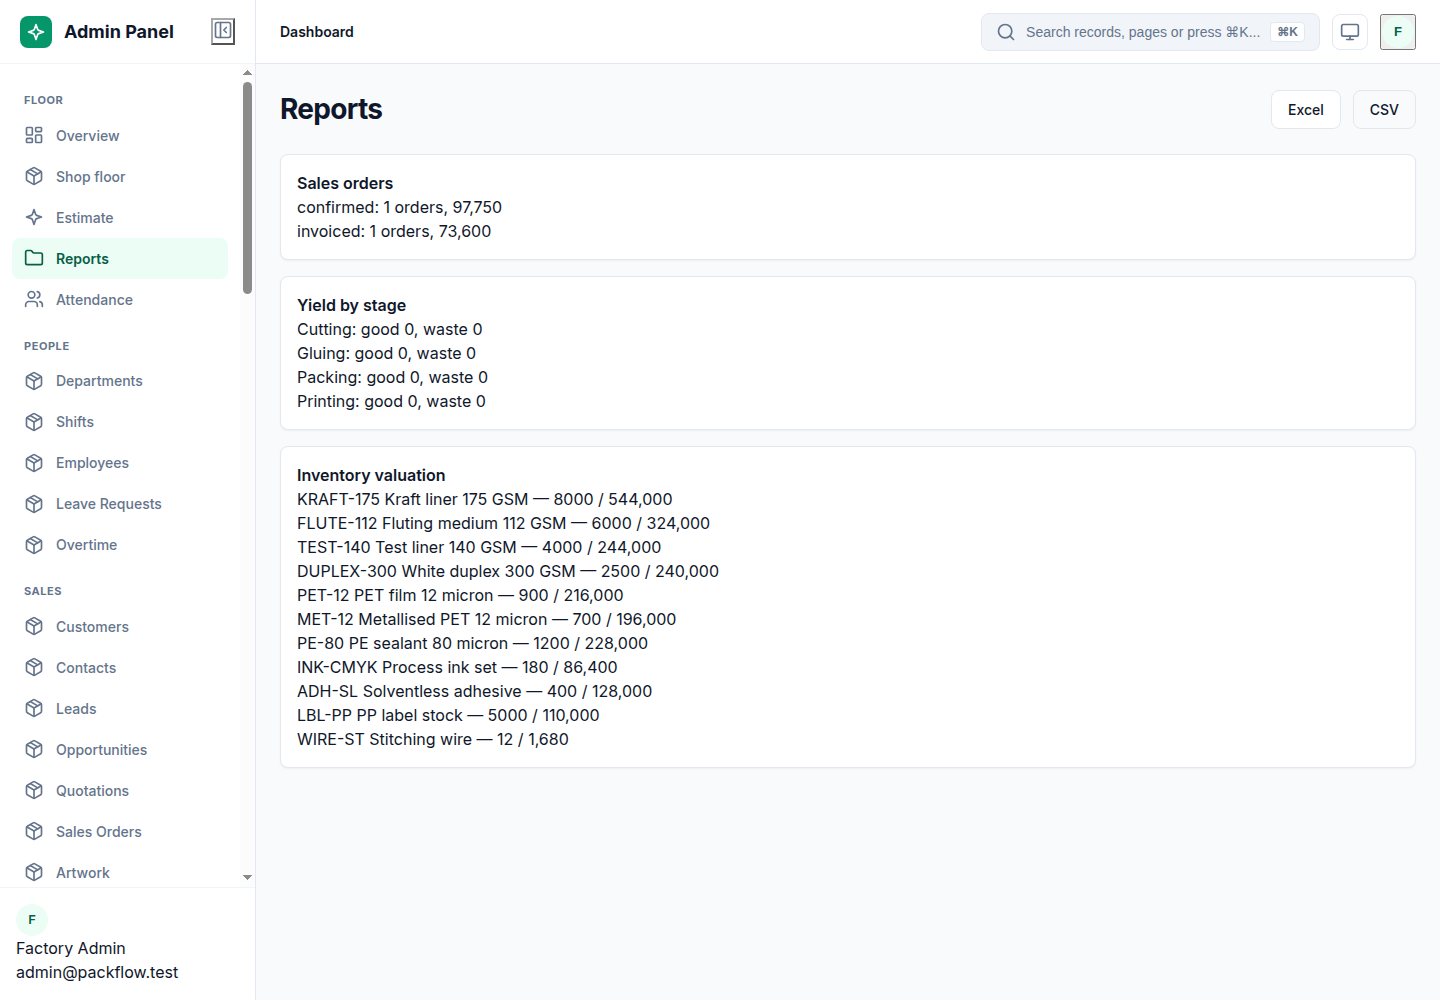 Admin Panel
Dashboard
Search records, pages or press ⌘K...
⌘K
F
FLOOR
Overview
Shop floor
Estimate
Reports
Attendance
PEOPLE
Departments
Shifts
Employees
Leave Requests
Overtime
SALES
Customers
Contacts
Leads
Opportunities
Quotations
Sales Orders
Artwork
F
Factory Admin
admin@packflow.test
Reports
Excel
CSV
Sales orders
confirmed: 1 orders, 97,750
invoiced: 1 orders, 73,600
Yield by stage
Cutting: good 0, waste 0
Gluing: good 0, waste 0
Packing: good 0, waste 0
Printing: good 0, waste 0
Inventory valuation
KRAFT-175 Kraft liner 175 GSM — 8000 / 544,000
FLUTE-112 Fluting medium 112 GSM — 6000 / 324,000
TEST-140 Test liner 140 GSM — 4000 / 244,000
DUPLEX-300 White duplex 300 GSM — 2500 / 240,000
PET-12 PET film 12 micron — 900 / 216,000
MET-12 Metallised PET 12 micron — 700 / 196,000
PE-80 PE sealant 80 micron — 1200 / 228,000
INK-CMYK Process ink set — 180 / 86,400
ADH-SL Solventless adhesive — 400 / 128,000
LBL-PP PP label stock — 5000 / 110,000
WIRE-ST Stitching wire — 12 / 1,680